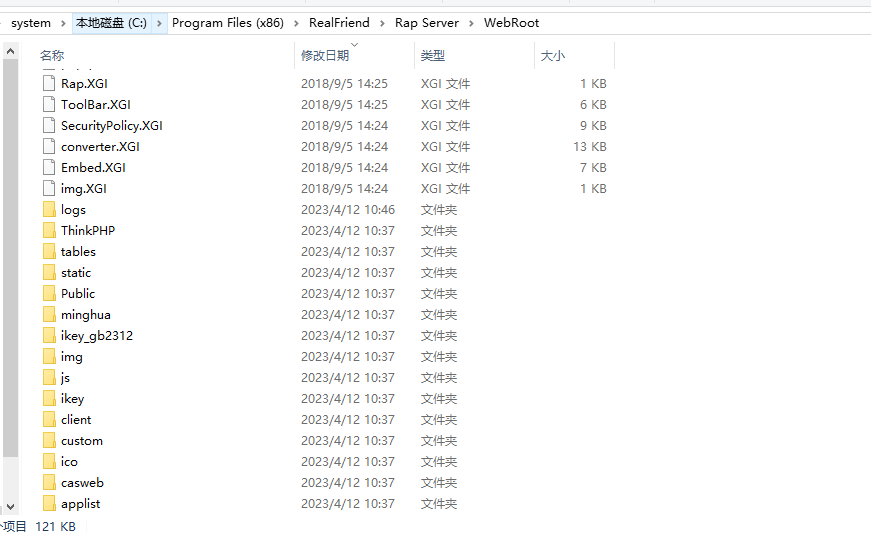 system > 本地磁盘 (C:) > Program Files (x86) > RealFriend > Rap Server > WebRoot
名称 修改日期 类型 大小
Rap.XGI 2018/9/5 14:25 XGI 文件 1 KB
ToolBar.XGI 2018/9/5 14:25 XGI 文件 6 KB
SecurityPolicy.XGI 2018/9/5 14:24 XGI 文件 9 KB
converter.XGI 2018/9/5 14:24 XGI 文件 13 KB
Embed.XGI 2018/9/5 14:24 XGI 文件 7 KB
img.XGI 2018/9/5 14:24 XGI 文件 1 KB
logs 2023/4/12 10:46 文件夹
ThinkPHP 2023/4/12 10:37 文件夹
tables 2023/4/12 10:37 文件夹
static 2023/4/12 10:37 文件夹
Public 2023/4/12 10:37 文件夹
minghua 2023/4/12 10:37 文件夹
ikey_gb2312 2023/4/12 10:37 文件夹
img 2023/4/12 10:37 文件夹
js 2023/4/12 10:37 文件夹
ikey 2023/4/12 10:37 文件夹
client 2023/4/12 10:37 文件夹
custom 2023/4/12 10:37 文件夹
ico 2023/4/12 10:37 文件夹
casweb 2023/4/12 10:37 文件夹
applist 2023/4/12 10:37 文件夹
项目 121 KB